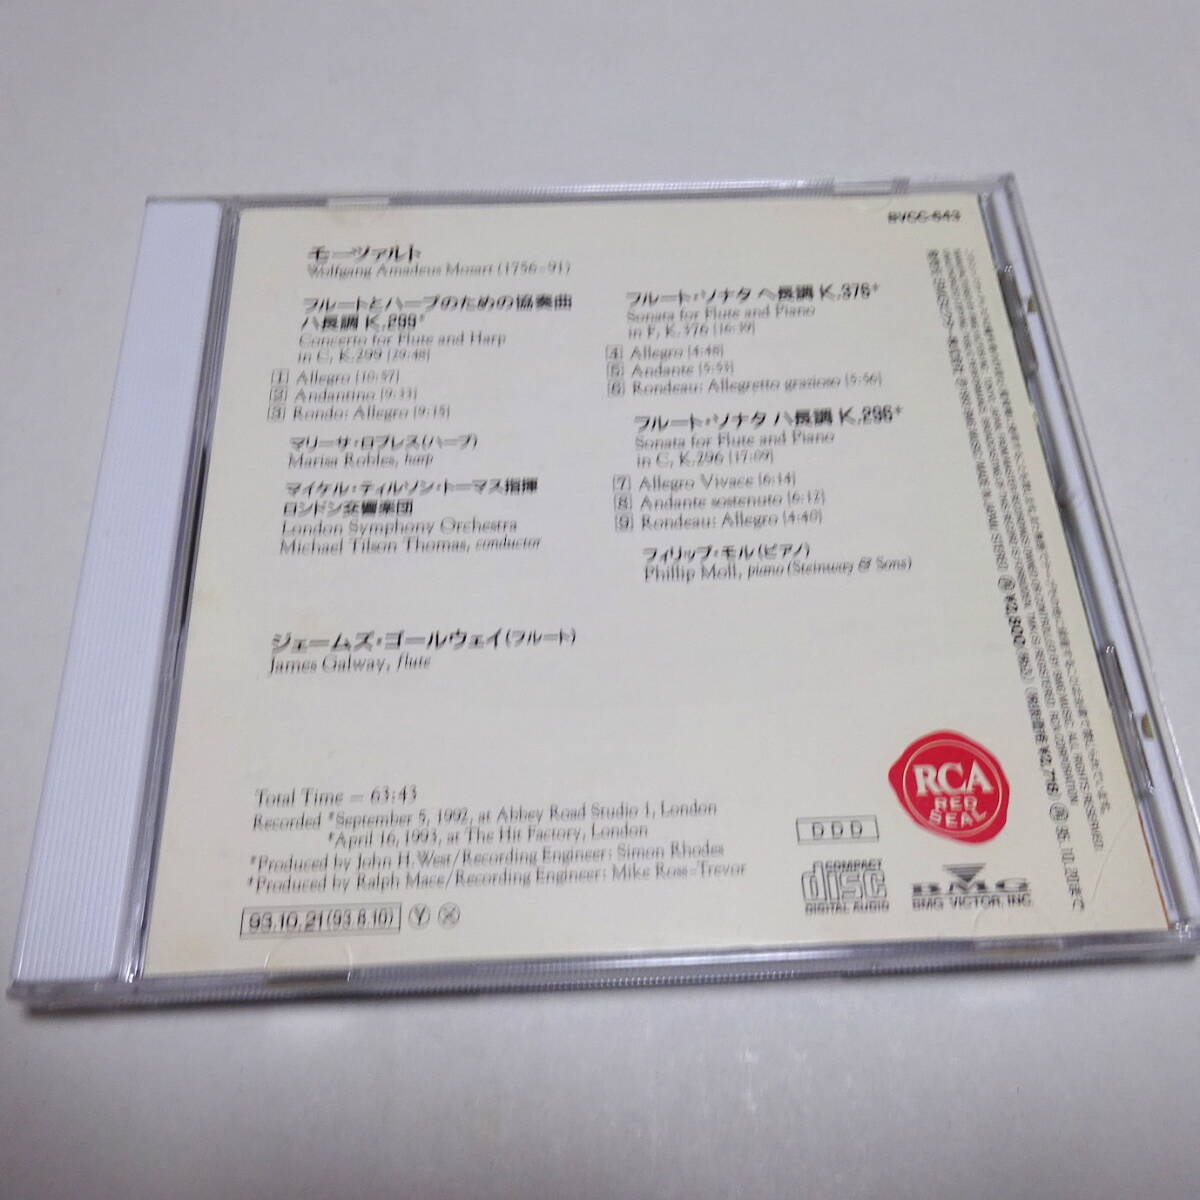 BVCC-643
モーツァルト
Wolfgang Amadeus Mozart (1756-91)
フルートとハープのための協奏曲
ハ長調 K.299*
Concerto for Flute and Harp
in C, K.299 [29:48]
1 Allegro [10:57]
2 Andantino [9:33]
3 Rondo: Allegro [9:15]
マリーサ・ロブレス(ハープ)
Marisa Robles, harp
マイケル・ティルソン・トーマス指揮
ロンドン交響楽団
London Symphony Orchestra
Michael Tilson Thomas, conductor
フルート・ソナタ ヘ長調 K.376+
Sonata for Flute and Piano
in F, K.376 [16:39]
4 Allegro [4:48]
5 Andante [5:53]
6 Rondeau: Allegretto grazioso [5:56]
フルート・ソナタ ハ長調 K.296+
Sonata for Flute and Piano
in C, K.296 [17:09]
7 Allegro Vivace [6:14]
8 Andante sostenuto [6:12]
9 Rondeau: Allegro [4:40]
フィリップ・モル(ピアノ)
Phillip Moll, piano (Steinway & Sons)
ジェームズ・ゴールウェイ(フルート)
James Galway, flute
Total Time = 63:43
Recorded *September 5, 1992, at Abbey Road Studio 1, London
+April 16, 1993, at The Hit Factory, London
*Produced by John H. West/Recording Engineer: Simon Rhodes
+Produced by Ralph Mace/Recording Engineer: Mike Ross-Trevor
93.10.21(93.8.10) Y X
DDD
COMPACT
disc
DIGITAL AUDIO
RCA
RED
SEAL
BMG
BMG VICTOR, INC.